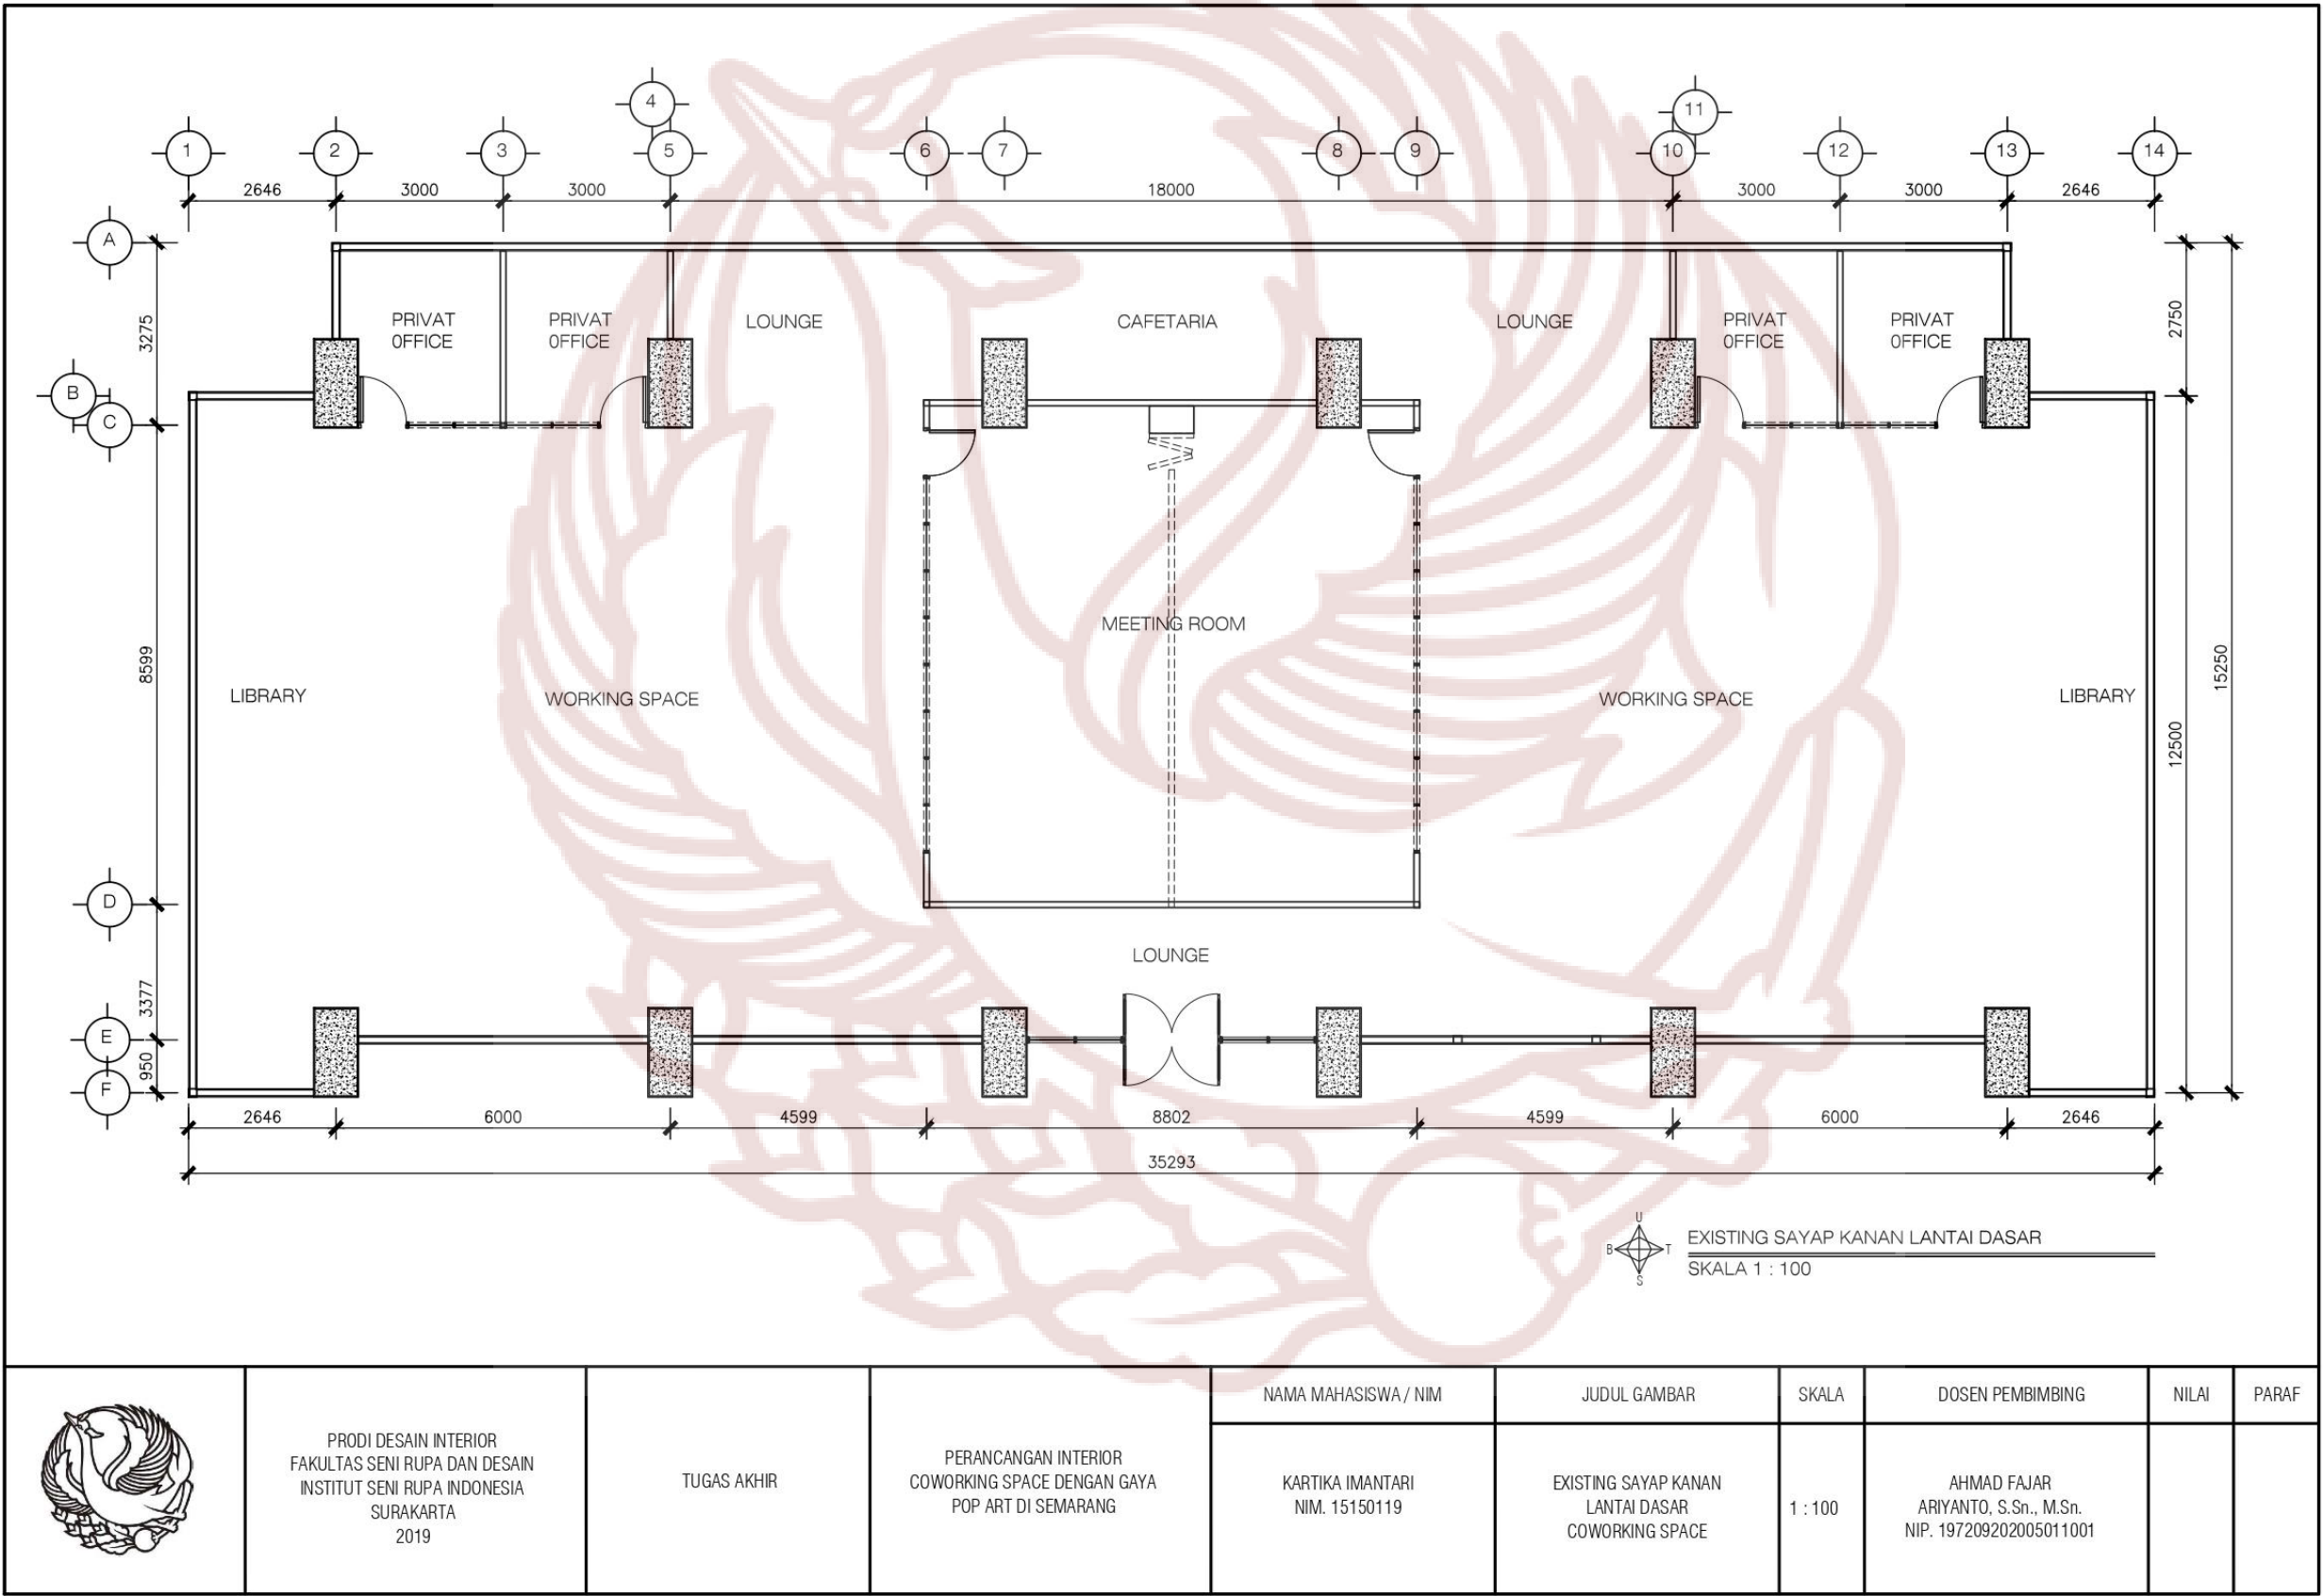 4
11
1
2
3
5
6
7
8
9
10
12
13
14
2646
3000
3000
18000
3000
3000
2646
A
B
C
D
E
F
3275
8599
3377
950
2750
12500
15250
PRIVAT
OFFICE
PRIVAT
OFFICE
LOUNGE
CAFETARIA
LOUNGE
PRIVAT
OFFICE
PRIVAT
OFFICE
MEETING ROOM
LIBRARY
WORKING SPACE
WORKING SPACE
LIBRARY
LOUNGE
2646
6000
4599
8802
4599
6000
2646
35293
U
B
T
S
EXISTING SAYAP KANAN LANTAI DASAR
SKALA 1 : 100
PRODI DESAIN INTERIOR
FAKULTAS SENI RUPA DAN DESAIN
INSTITUT SENI RUPA INDONESIA
SURAKARTA
2019
TUGAS AKHIR
PERANCANGAN INTERIOR
COWORKING SPACE DENGAN GAYA
POP ART DI SEMARANG
NAMA MAHASISWA / NIM
KARTIKA IMANTARI
NIM. 15150119
JUDUL GAMBAR
EXISTING SAYAP KANAN
LANTAI DASAR
COWORKING SPACE
SKALA
1 : 100
DOSEN PEMBIMBING
AHMAD FAJAR
ARIYANTO, S.Sn., M.Sn.
NIP. 197209202005011001
NILAI
PARAF